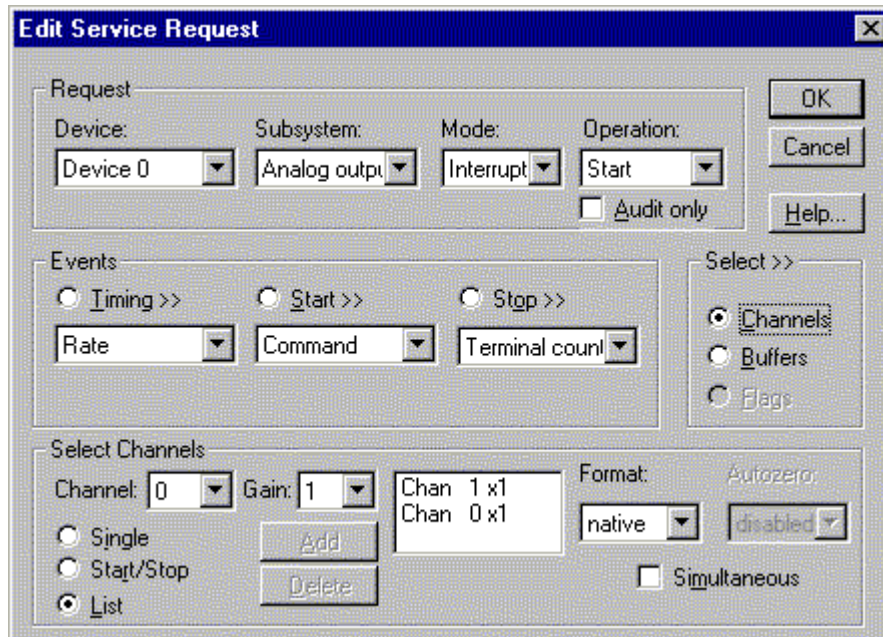 Edit Service Request
Request
OK
Device: Subsystem: Mode: Operation:
Cancel
Device 0 Analog outpu Interrupt Start
Audit only
Help...
Events
Select >>
Timing >> Start >> Stop >>
Channels
Rate Command Terminal count
Buffers
Flags
Select Channels
Channel: 0 Gain: 1
Chan 1 x1
Chan 0 x1
Format: Autozero:
native disabled
Single
Add
Start/Stop
Delete
Simultaneous
List